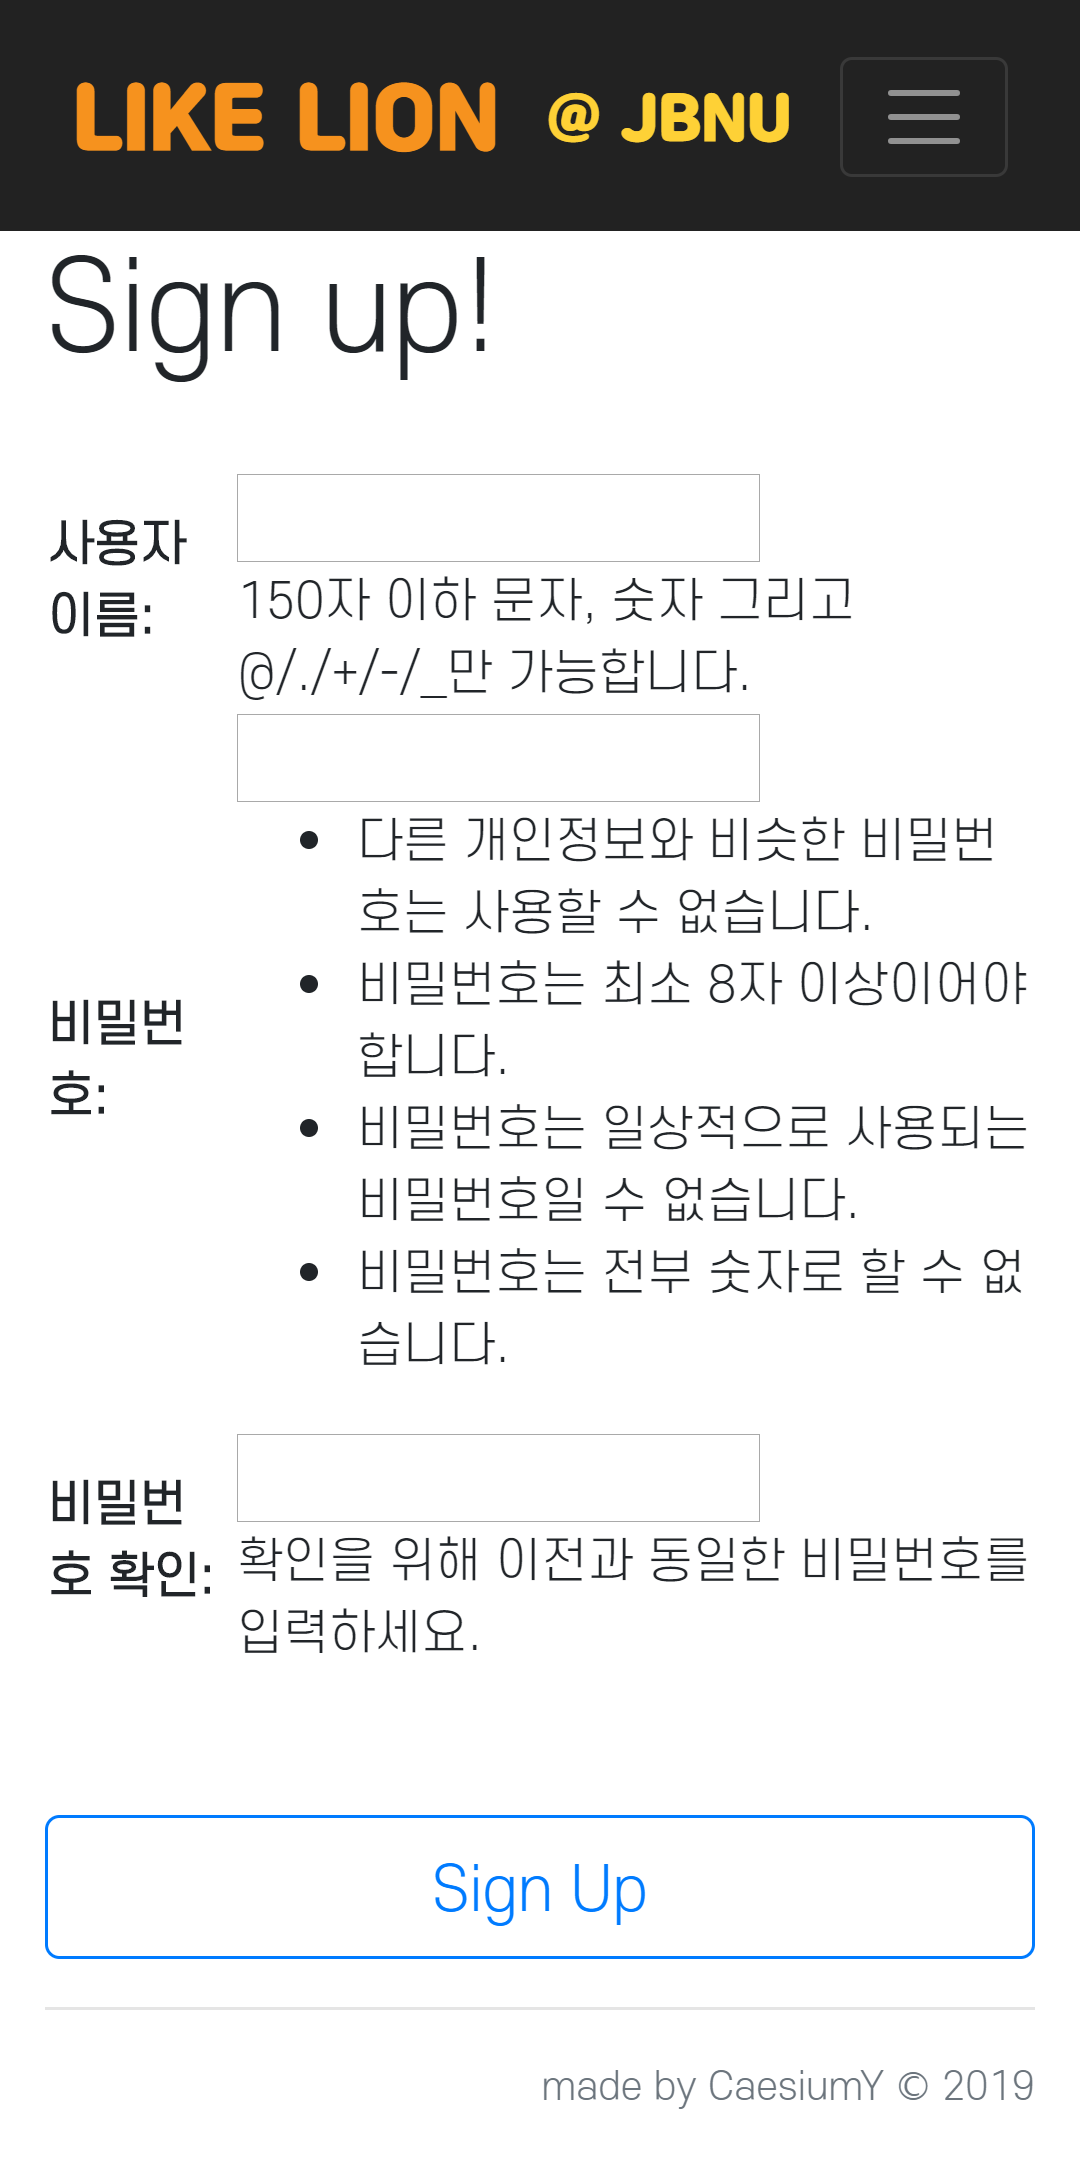 LIKE LION @ JBNU
Sign up!
사용자
이름:
150자 이하 문자, 숫자 그리고
@/./+/-/_만 가능합니다.
비밀번
호:
• 다른 개인정보와 비슷한 비밀번
호는 사용할 수 없습니다.
• 비밀번호는 최소 8자 이상이어야
합니다.
• 비밀번호는 일상적으로 사용되는
비밀번호일 수 없습니다.
• 비밀번호는 전부 숫자로 할 수 없
습니다.
비밀번
호 확인:
확인을 위해 이전과 동일한 비밀번호를
입력하세요.
Sign Up
made by CaesiumY © 2019